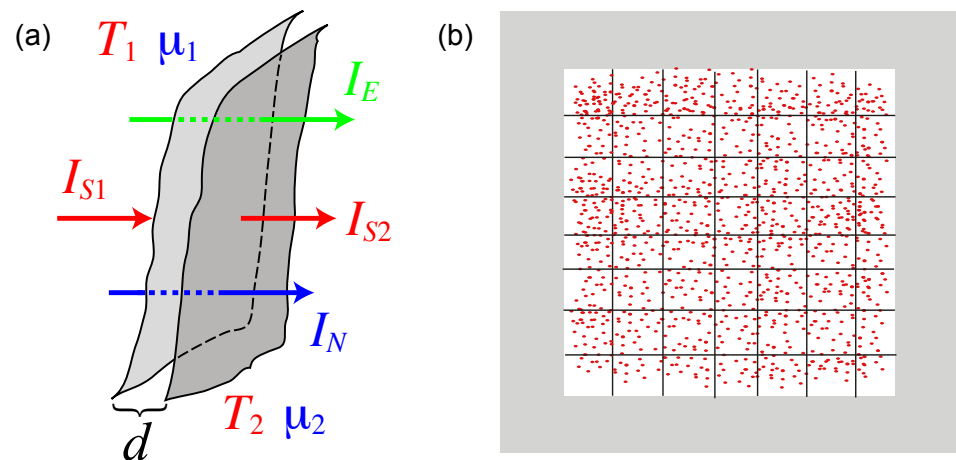 (a)
T1 μ1
IE
IS1
IS2
IN
T2 μ2
d
(b)